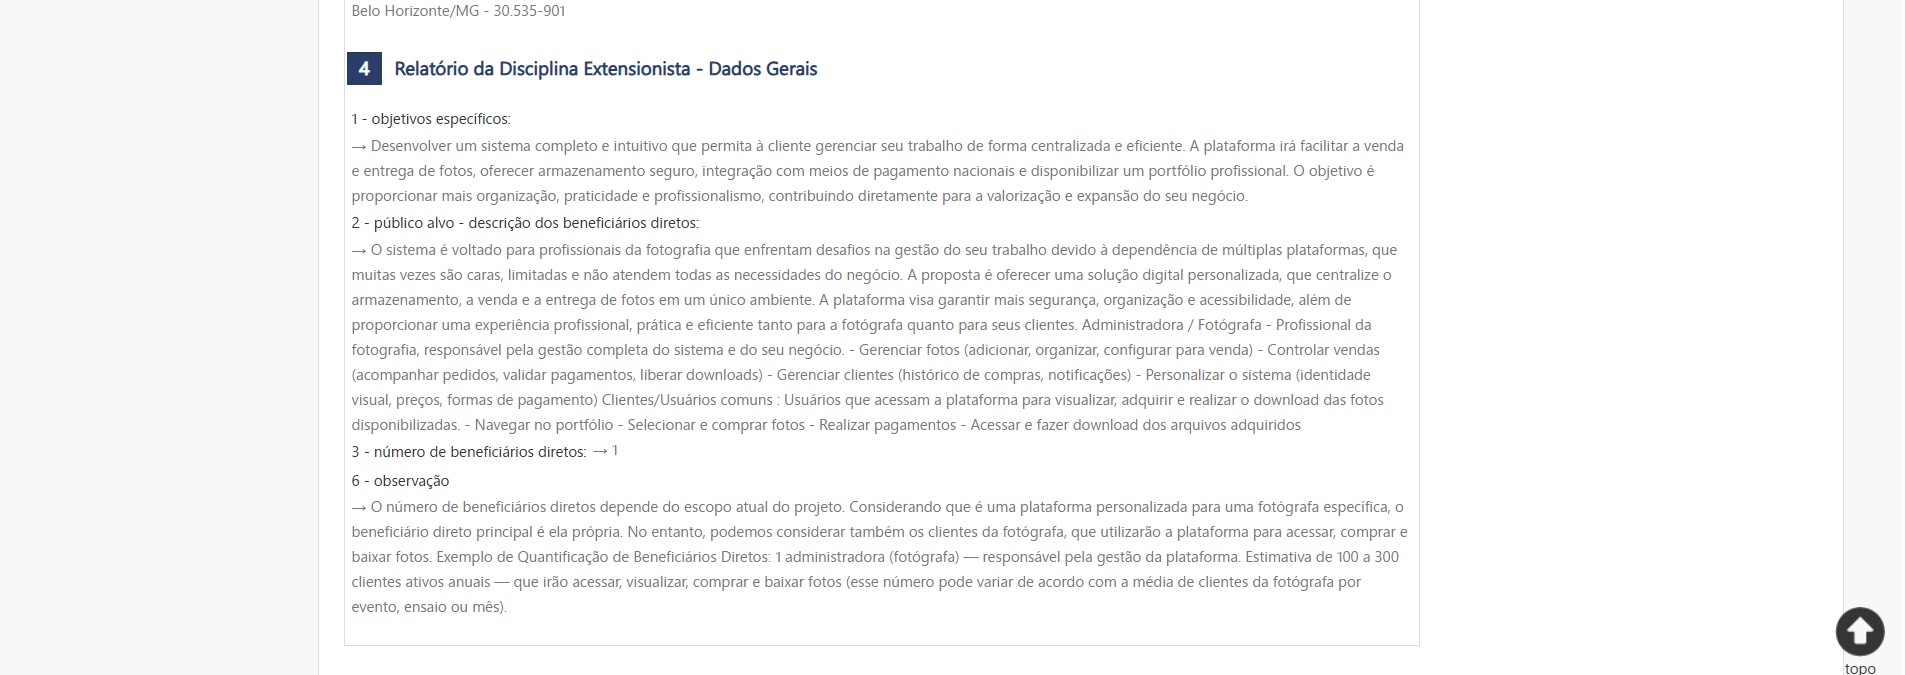 Belo Horizonte/MG - 30.535-901
4 Relatório da Disciplina Extensionista - Dados Gerais
1 - objetivos específicos:
→ Desenvolver um sistema completo e intuitivo que permita à cliente gerenciar seu trabalho de forma centralizada e eficiente. A plataforma irá facilitar a venda
e entrega de fotos, oferecer armazenamento seguro, integração com meios de pagamento nacionais e disponibilizar um portfólio profissional. O objetivo é
proporcionar mais organização, praticidade e profissionalismo, contribuindo diretamente para a valorização e expansão do seu negócio.
2 - público alvo - descrição dos beneficiários diretos:
→ O sistema é voltado para profissionais da fotografia que enfrentam desafios na gestão do seu trabalho devido à dependência de múltiplas plataformas, que
muitas vezes são caras, limitadas e não atendem todas as necessidades do negócio. A proposta é oferecer uma solução digital personalizada, que centralize o
armazenamento, a venda e a entrega de fotos em um único ambiente. A plataforma visa garantir mais segurança, organização e acessibilidade, além de
proporcionar uma experiência profissional, prática e eficiente tanto para a fotógrafa quanto para seus clientes. Administradora / Fotógrafa - Profissional da
fotografia, responsável pela gestão completa do sistema e do seu negócio. - Gerenciar fotos (adicionar, organizar, configurar para venda) - Controlar vendas
(acompanhar pedidos, validar pagamentos, liberar downloads) - Gerenciar clientes (histórico de compras, notificações) - Personalizar o sistema (identidade
visual, preços, formas de pagamento) Clientes/Usuários comuns : Usuários que acessam a plataforma para visualizar, adquirir e realizar o download das fotos
disponibilizadas. - Navegar no portfólio - Selecionar e comprar fotos - Realizar pagamentos - Acessar e fazer download dos arquivos adquiridos
3 - número de beneficiários diretos: → 1
6 - observação
→ O número de beneficiários diretos depende do escopo atual do projeto. Considerando que é uma plataforma personalizada para uma fotógrafa específica, o
beneficiário direto principal é ela própria. No entanto, podemos considerar também os clientes da fotógrafa, que utilizarão a plataforma para acessar, comprar e
baixar fotos. Exemplo de Quantificação de Beneficiários Diretos: 1 administradora (fotógrafa) — responsável pela gestão da plataforma. Estimativa de 100 a 300
clientes ativos anuais — que irão acessar, visualizar, comprar e baixar fotos (esse número pode variar de acordo com a média de clientes da fotógrafa por
evento, ensaio ou mês).
topo